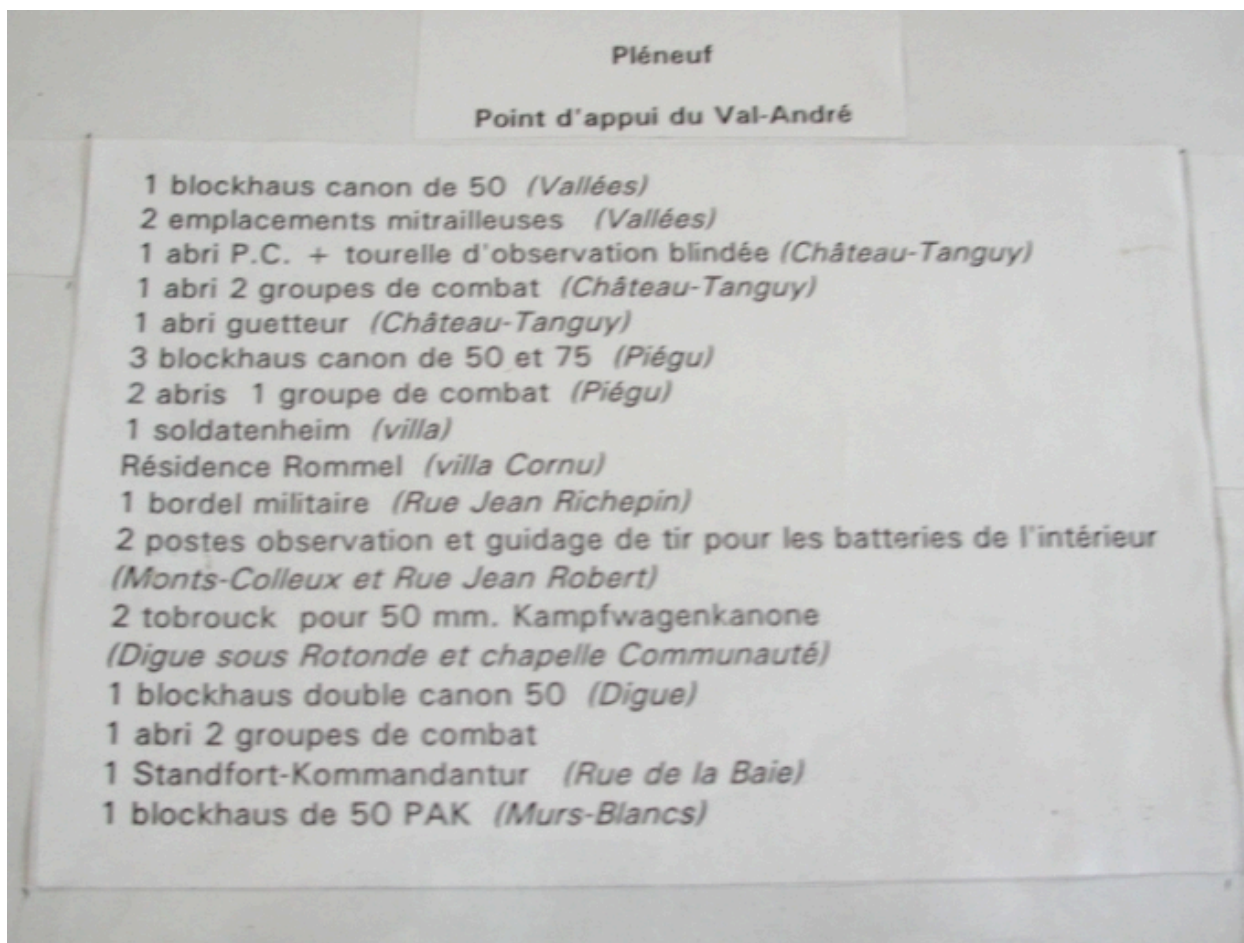 Pléneuf
Point d'appui du Val-André
1 blockhaus canon de 50 (Vallées)
2 emplacements mitrailleuses (Vallées)
1 abri P.C. + tourelle d'observation blindée (Château-Tanguy)
1 abri 2 groupes de combat (Château-Tanguy)
1 abri guetteur (Château-Tanguy)
3 blockhaus canon de 50 et 75 (Piégu)
2 abris 1 groupe de combat (Piégu)
1 soldatenheim (villa)
Résidence Rommel (villa Cornu)
1 bordel militaire (Rue Jean Richepin)
2 postes observation et guidage de tir pour les batteries de l'intérieur
(Monts-Colleux et Rue Jean Robert)
2 tobrouck pour 50 mm. Kampfwagenkanone
(Digue sous Rotonde et chapelle Communauté)
1 blockhaus double canon 50 (Digue)
1 abri 2 groupes de combat
1 Standfort-Kommandantur (Rue de la Baie)
1 blockhaus de 50 PAK (Murs-Blancs)